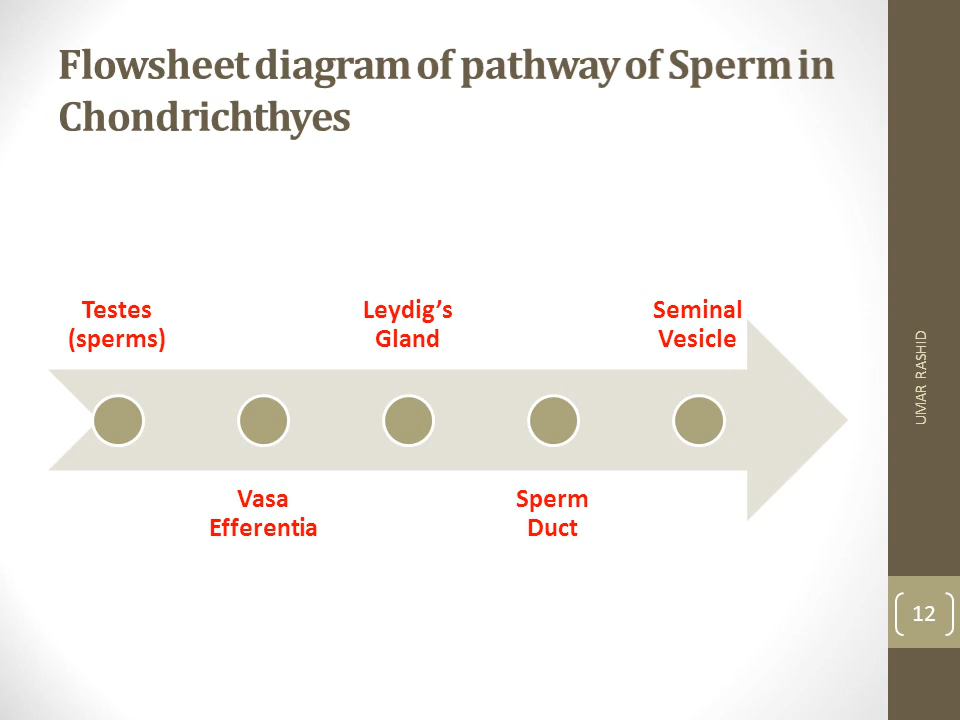 Flowsheet diagram of pathway of Sperm in
Chondrichthyes
Testes
(sperms)
Vasa
Efferentia
Leydig’s
Gland
Sperm
Duct
Seminal
Vesicle
UMAR RASHID
12